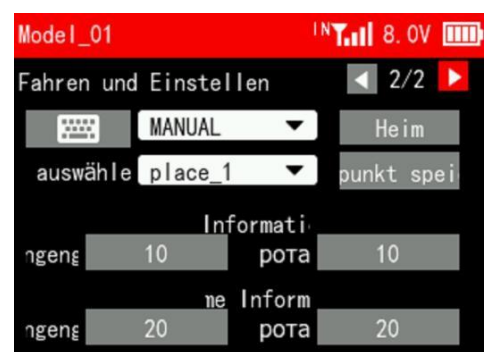 Model_01 IN 8.0V
Fahren und Einstellen 2/2
MANUAL Heim
auswähle place_1 punkt spei
Informati
ngeng 10 рота 10
ne Inform
ngeng 20 рота 20